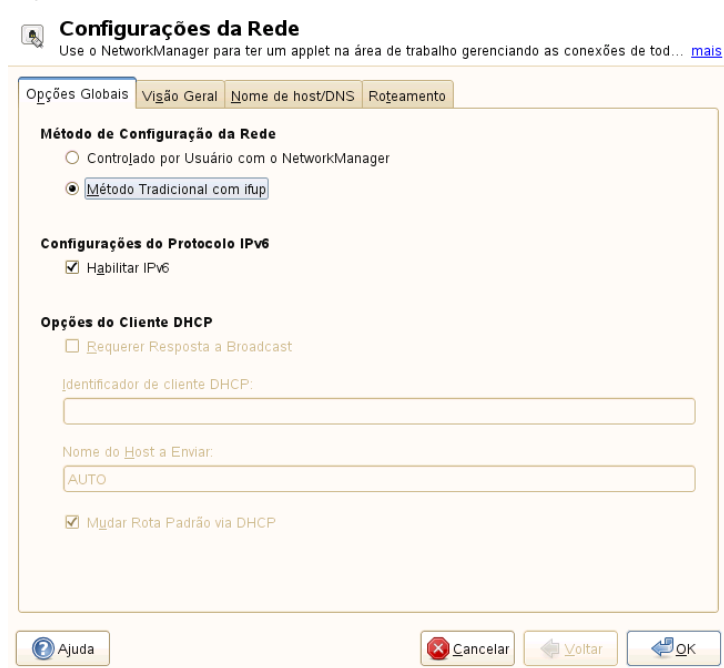 Configurações da Rede
Use o NetworkManager para ter um applet na área de trabalho gerenciando as conexões de tod... mais
Opções Globais Visão Geral Nome de host/DNS Roteamento
Método de Configuração da Rede
Controlado por Usuário com o NetworkManager
Método Tradicional com ifup
Configurações do Protocolo IPv6
Habilitar IPv6
Opções do Cliente DHCP
Requerer Resposta a Broadcast
Identificador de cliente DHCP:
Nome do Host a Enviar:
AUTO
Mudar Rota Padrão via DHCP
Ajuda Cancelar Voltar OK